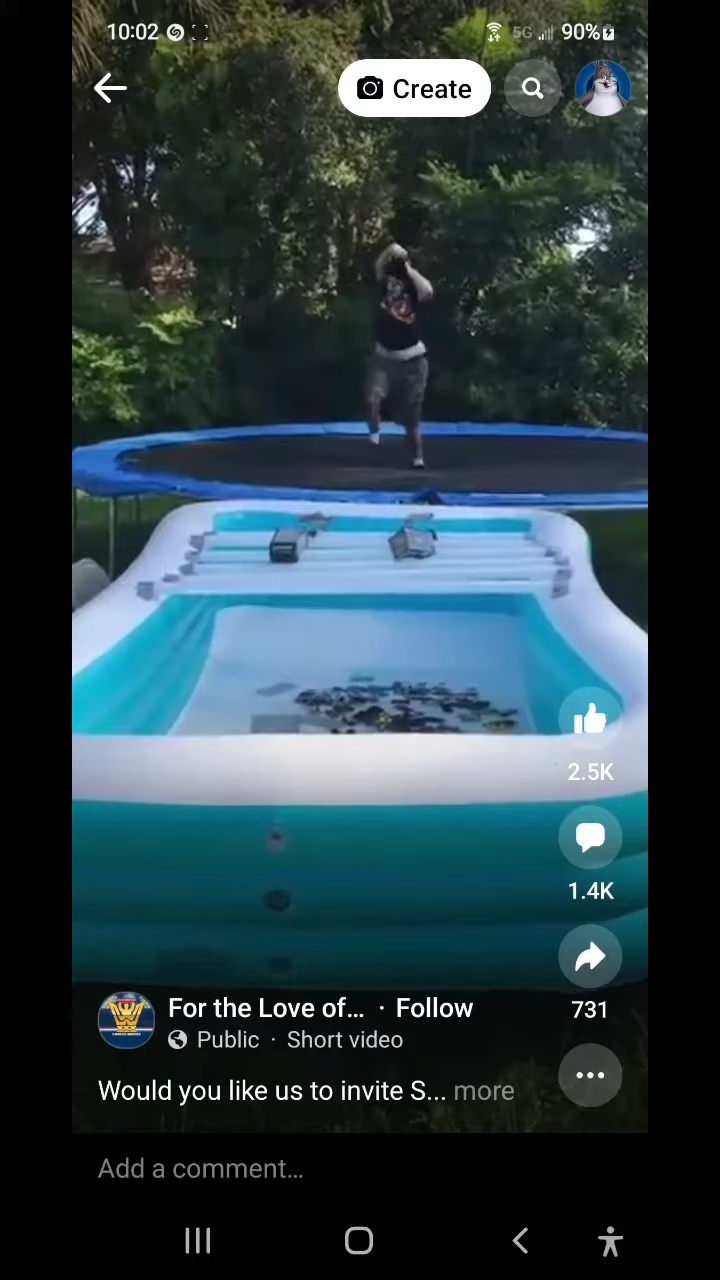 10:02
5G 90%
Create
2.5K
1.4K
731
For the Love of... · Follow
Public · Short video
Would you like us to invite S... more
Add a comment...